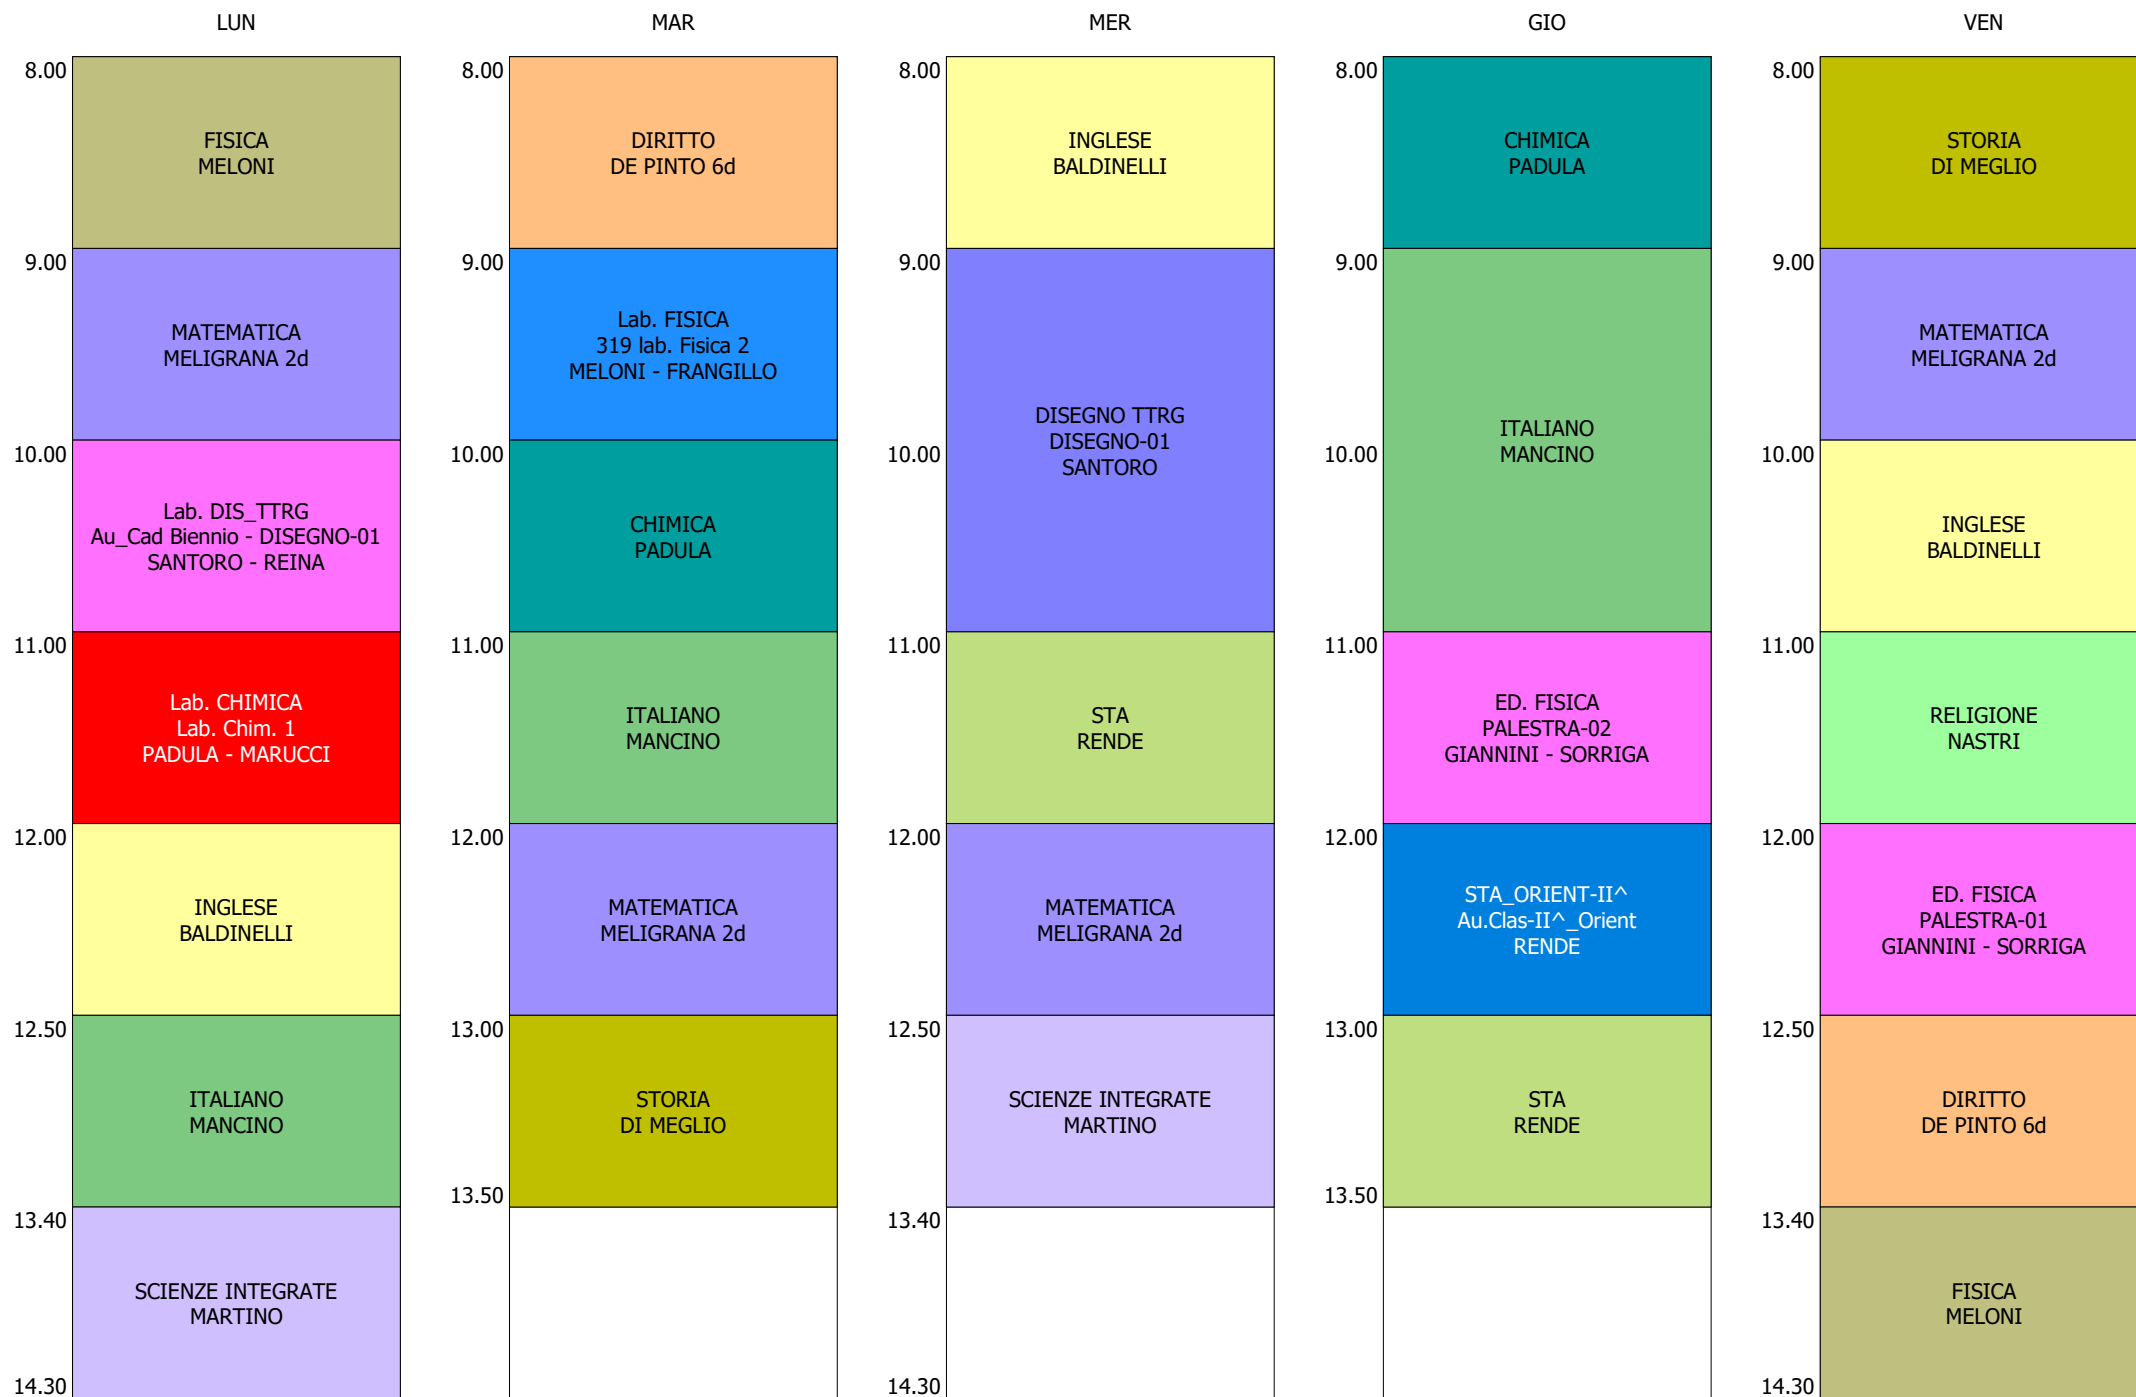 LUN
8.00
FISICA
MELONI
9.00
MATEMATICA
MELIGRANA 2d
10.00
Lab. DIS_TTRG
Au_Cad Biennio - DISEGNO-01
SANTORO - REINA
11.00
Lab. CHIMICA
Lab. Chim. 1
PADULA - MARUCCI
12.00
INGLESE
BALDINELLI
12.50
ITALIANO
MANCINO
13.40
SCIENZE INTEGRATE
MARTINO
14.30
MAR
8.00
DIRITTO
DE PINTO 6d
9.00
Lab. FISICA
319 lab. Fisica 2
MELONI - FRANGILLO
10.00
CHIMICA
PADULA
11.00
ITALIANO
MANCINO
12.00
MATEMATICA
MELIGRANA 2d
13.00
STORIA
DI MEGLIO
13.50
MER
8.00
INGLESE
BALDINELLI
9.00
DISEGNO TTRG
DISEGNO-01
10.00
SANTORO
11.00
STA
RENDE
12.00
MATEMATICA
MELIGRANA 2d
12.50
SCIENZE INTEGRATE
MARTINO
13.40
14.30
GIO
8.00
CHIMICA
PADULA
9.00
ITALIANO
10.00
MANCINO
11.00
ED. FISICA
PALESTRA-02
GIANNINI - SORRIGA
12.00
STA_ORIENT-II^
Au.Clas-II^_Orient
RENDE
13.00
STA
RENDE
13.50
VEN
8.00
STORIA
DI MEGLIO
9.00
MATEMATICA
MELIGRANA 2d
10.00
INGLESE
BALDINELLI
11.00
RELIGIONE
NASTRI
12.00
ED. FISICA
PALESTRA-01
GIANNINI - SORRIGA
12.50
DIRITTO
DE PINTO 6d
13.40
FISICA
MELONI
14.30